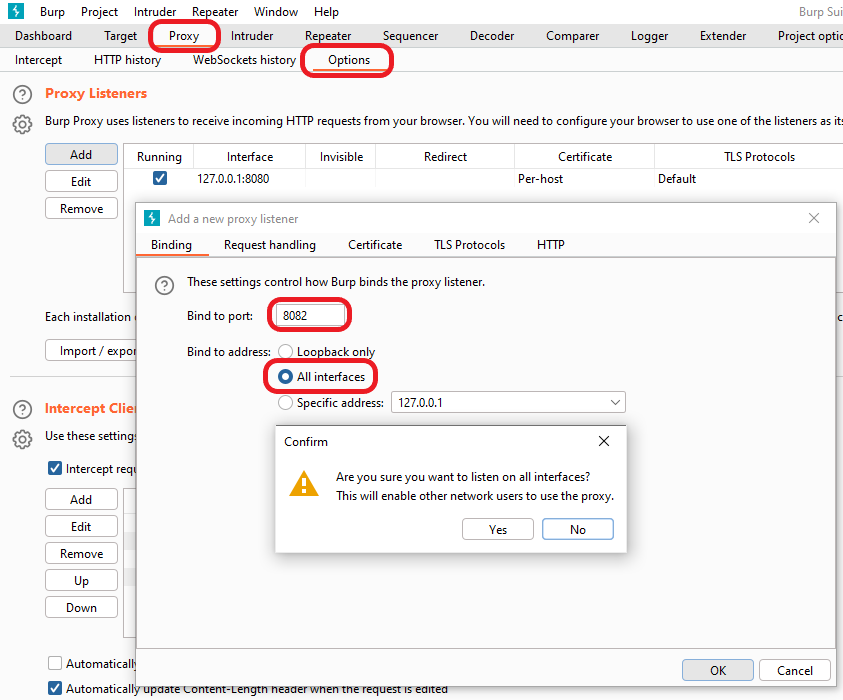 Burp Project Intruder Repeater Window Help Burp Sui
Dashboard Target Proxy Intruder Repeater Sequencer Decoder Comparer Logger Extender Project optio
Intercept HTTP history WebSockets history Options
Proxy Listeners
Burp Proxy uses listeners to receive incoming HTTP requests from your browser. You will need to configure your browser to use one of the listeners as its
Add Running Interface Invisible Redirect Certificate TLS Protocols
Edit 127.0.0.1:8080 Per-host Default
Remove
Add a new proxy listener
Binding Request handling Certificate TLS Protocols HTTP
These settings control how Burp binds the proxy listener.
Each installation Bind to port: 8082
Import / expor Bind to address: Loopback only
All interfaces
Specific address: 127.0.0.1
Intercept Clie
Use these settings
Confirm
Are you sure you want to listen on all interfaces?
This will enable other network users to use the proxy.
Yes No
Intercept requ
Add
Edit
Remove
Up
Down
Automatically
OK Cancel
Automatically update Content-Length header when the request is edited